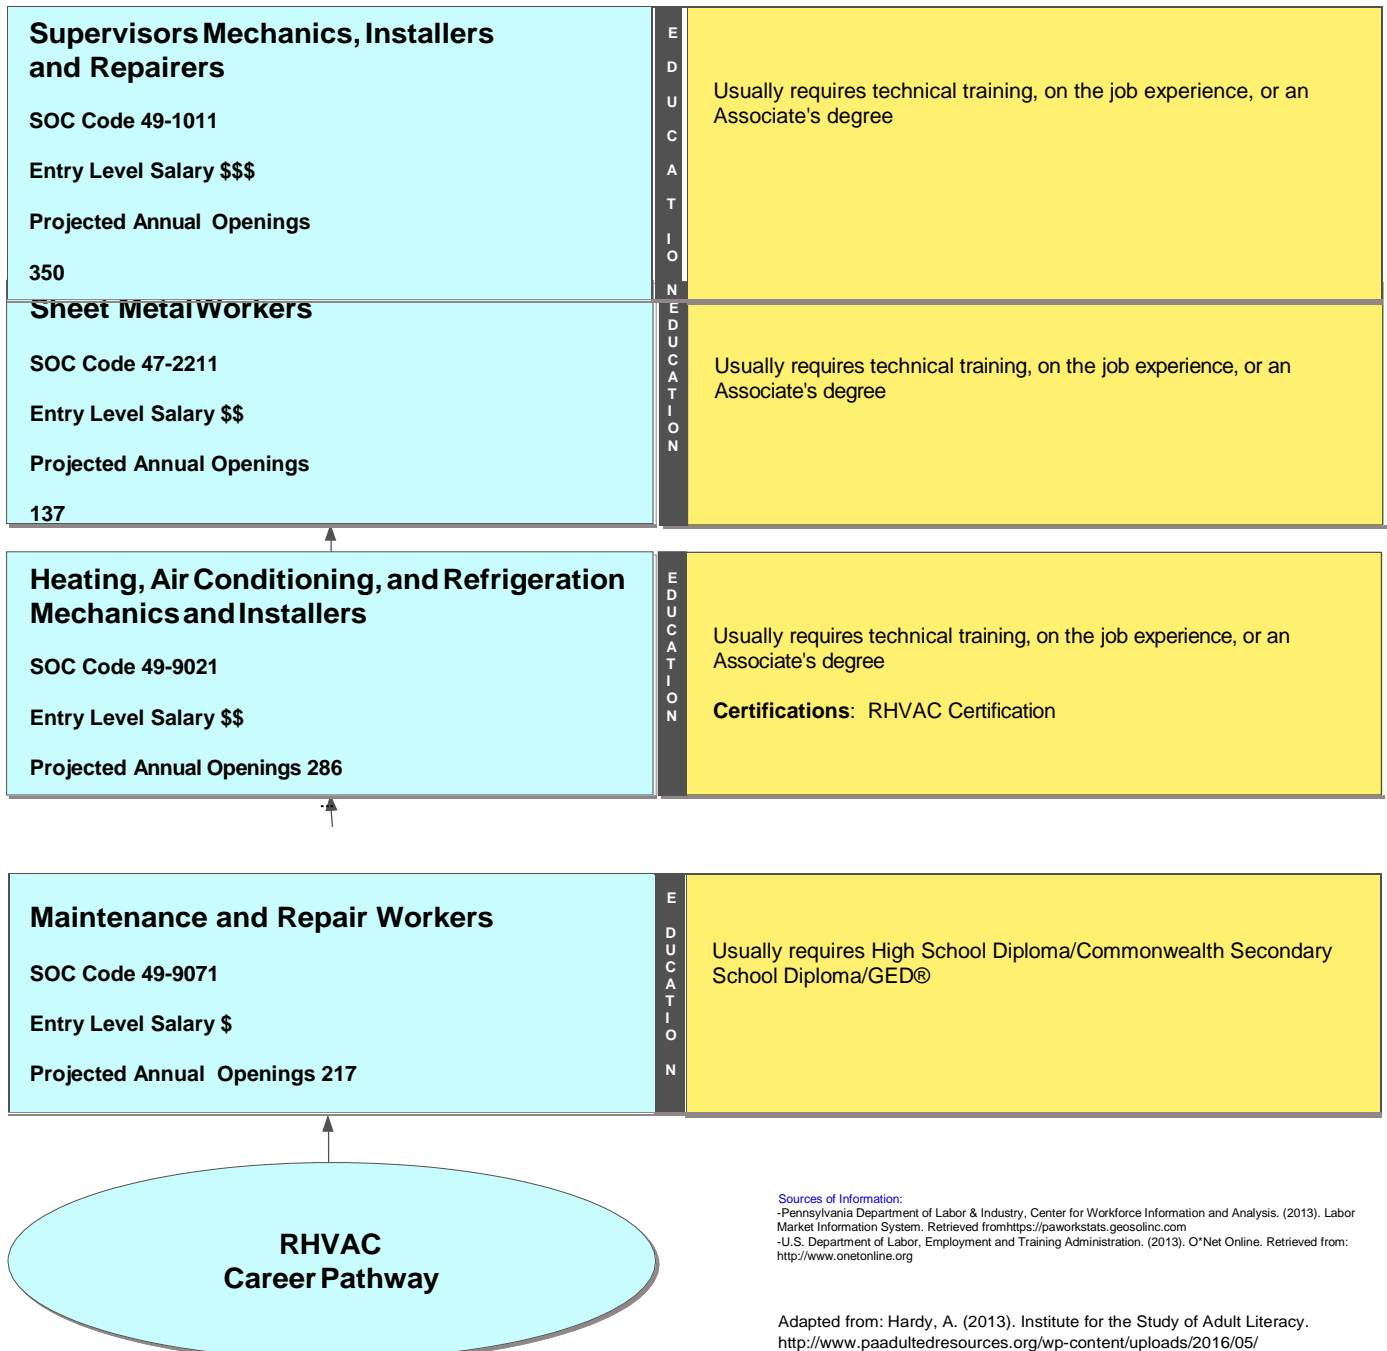 Supervisors Mechanics, Installers
and Repairers
SOC Code 49-1011
Entry Level Salary $$$
Projected Annual Openings
350
EDUCATION
Usually requires technical training, on the job experience, or an
Associate's degree
Sheet Metal Workers
SOC Code 47-2211
Entry Level Salary $$
Projected Annual Openings
137
EDUCATION
Usually requires technical training, on the job experience, or an
Associate's degree
Heating, Air Conditioning, and Refrigeration
Mechanics and Installers
SOC Code 49-9021
Entry Level Salary $$
Projected Annual Openings 286
...
EDUCATION
Usually requires technical training, on the job experience, or an
Associate's degree
Certifications: RHVAC Certification
Maintenance and Repair Workers
SOC Code 49-9071
Entry Level Salary $
Projected Annual Openings 217
EDUCATION
Usually requires High School Diploma/Commonwealth Secondary
School Diploma/GED®
RHVAC
Career Pathway
Sources of Information:
-Pennsylvania Department of Labor & Industry, Center for Workforce Information and Analysis. (2013). Labor
Market Information System. Retrieved fromhttps://paworkstats.geosolinc.com
-U.S. Department of Labor, Employment and Training Administration. (2013). O*Net Online. Retrieved from:
http://www.onetonline.org
Adapted from: Hardy, A. (2013). Institute for the Study of Adult Literacy.
http://www.paadultedresources.org/wp-content/uploads/2016/05/